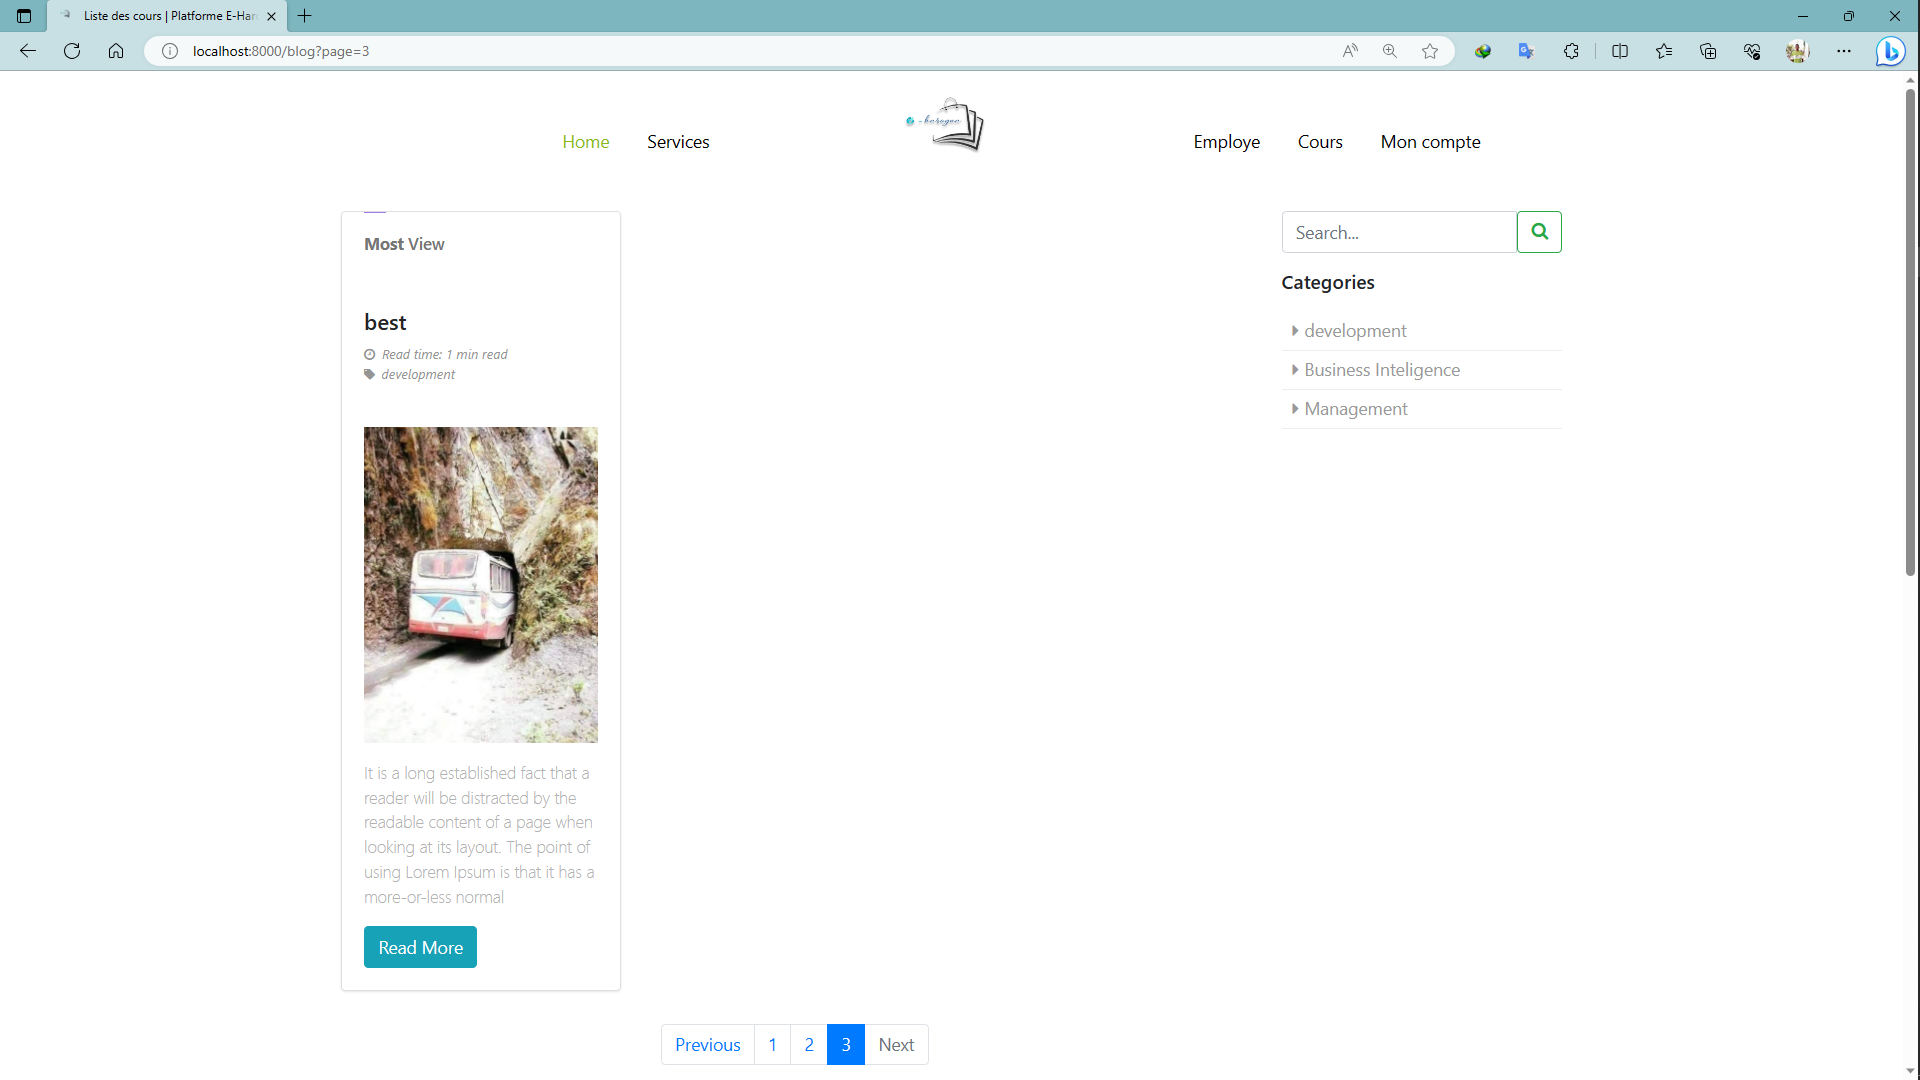 Liste des cours | Platforme E-Har
localhost:8000/blog?page=3
Home
Services
e - harogoa
Employe
Cours
Mon compte
Most View
best
Read time: 1 min read
development
It is a long established fact that a
reader will be distracted by the
readable content of a page when
looking at its layout. The point of
using Lorem Ipsum is that it has a
more-or-less normal
Read More
Search...
Categories
development
Business Inteligence
Management
Previous
1
2
3
Next